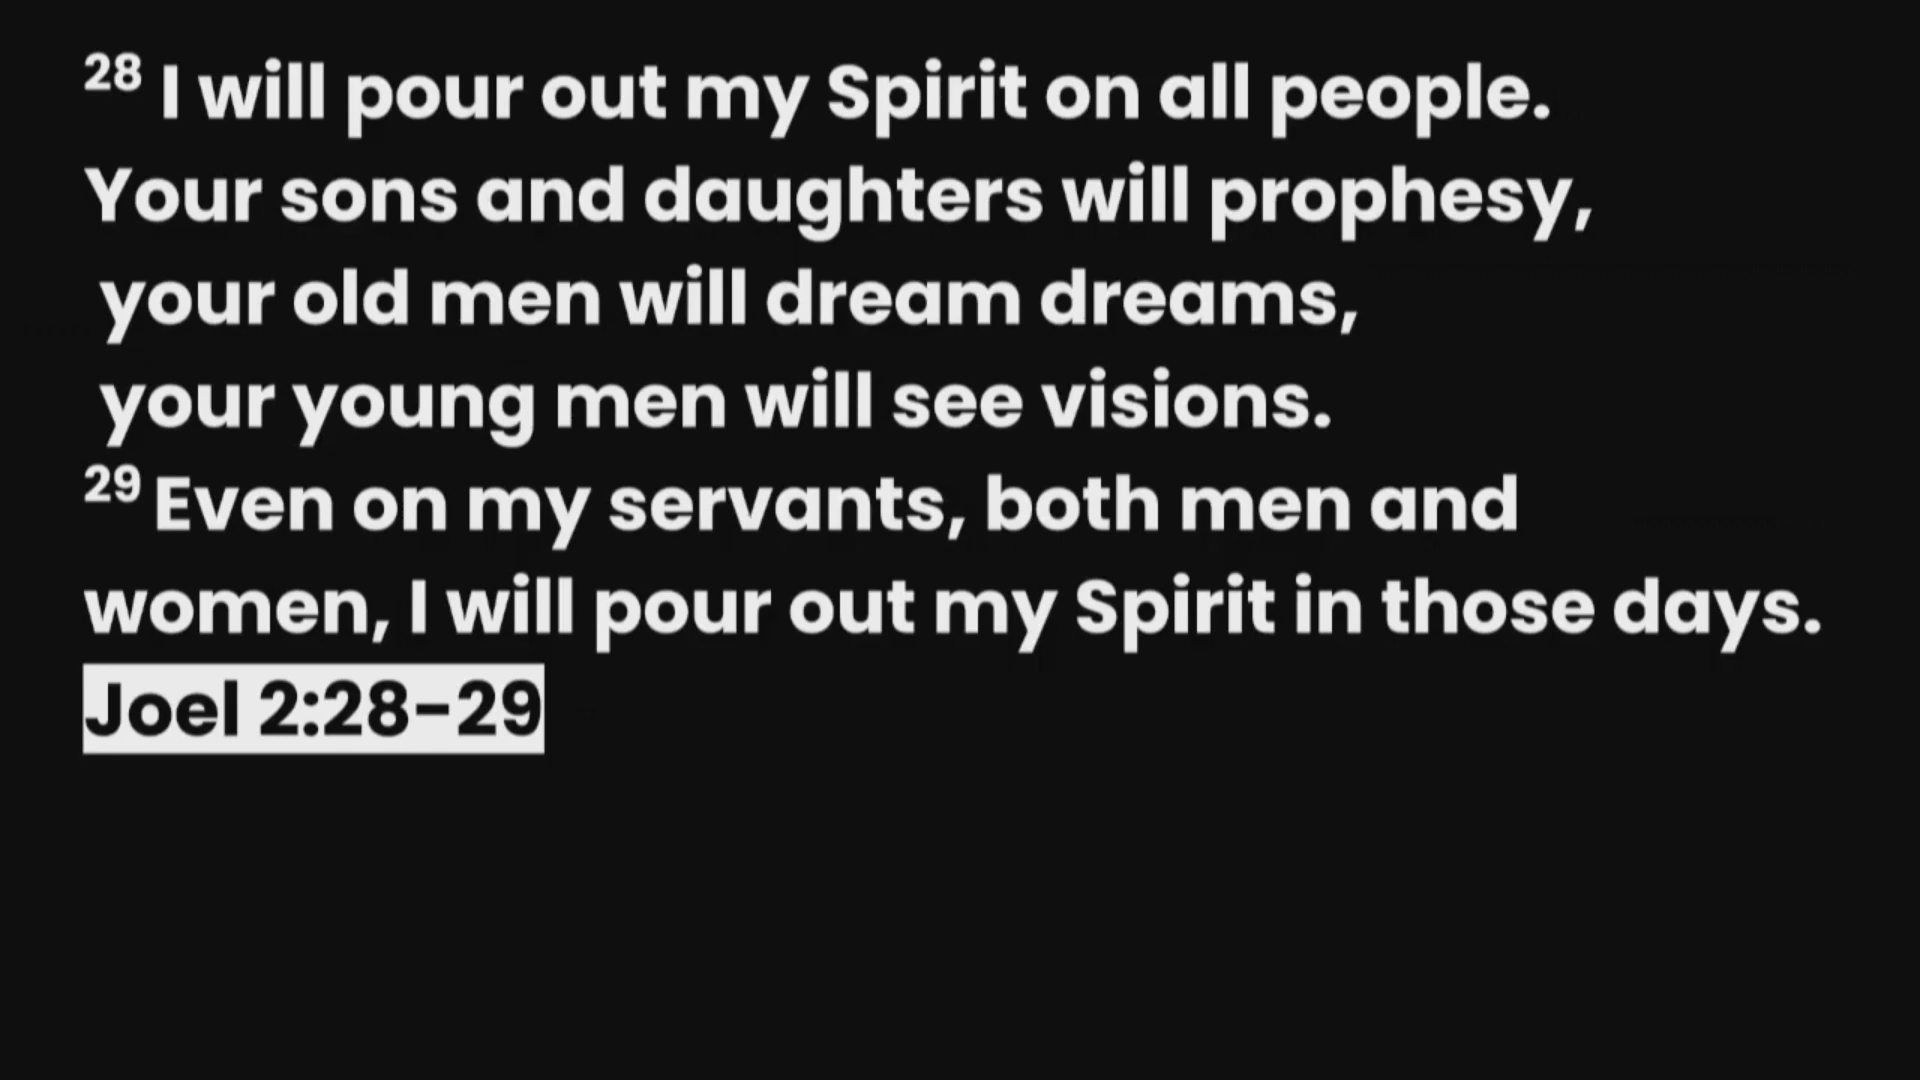 28 I will pour out my Spirit on all people.
Your sons and daughters will prophesy,
your old men will dream dreams,
your young men will see visions.
29 Even on my servants, both men and
women, I will pour out my Spirit in those days.
Joel 2:28-29